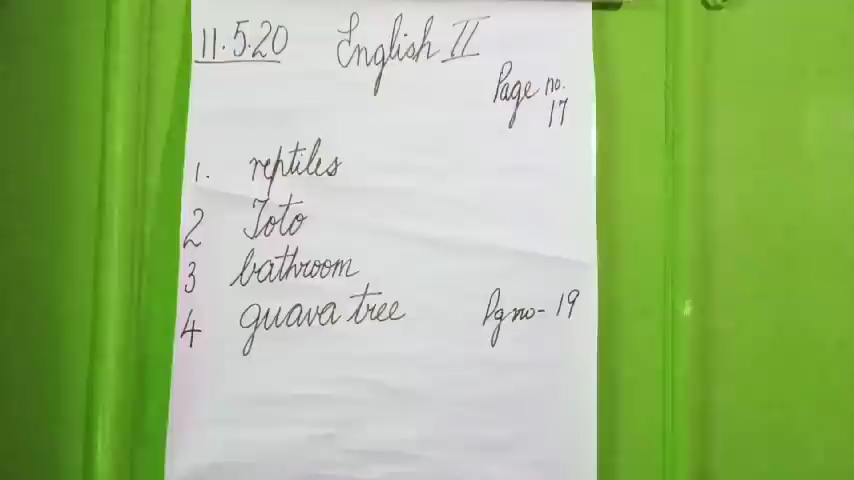 11.5.20 English II
Page no.
17
1. reptiles
2 Toto
3 bathroom
4 guava tree Pg no- 19